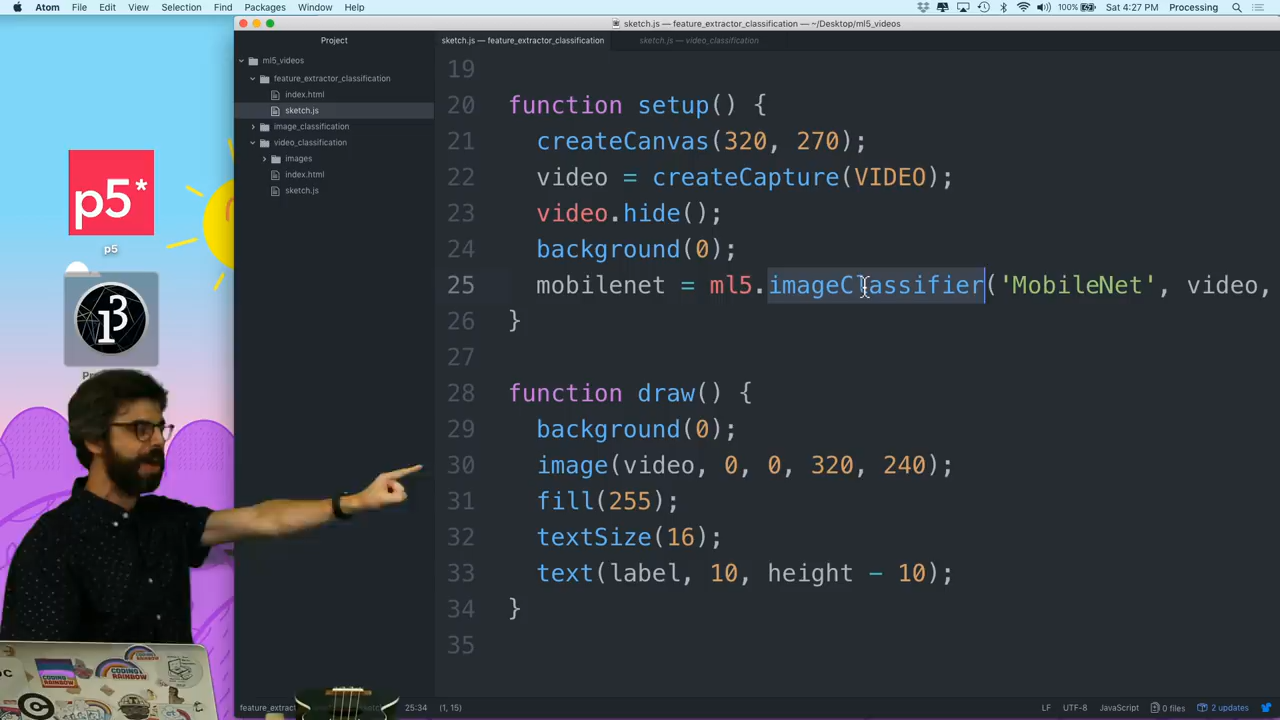 Atom File Edit View Selection Find Packages Window Help
100% Sat 4:27 PM Processing
sketch.js — feature_extractor_classification — ~/Desktop/ml5_videos
Project
sketch.js — feature_extractor_classification
sketch.js — video_classification
ml5_videos
feature_extractor_classification
index.html
sketch.js
image_classification
video_classification
images
index.html
sketch.js
p5*
p5
19
20 function setup() {
21 createCanvas(320, 270);
22 video = createCapture(VIDEO);
23 video.hide();
24 background(0);
25 mobilenet = ml5.imageClassifier('MobileNet', video,
26 }
27
28 function draw() {
29 background(0);
30 image(video, 0, 0, 320, 240);
31 fill(255);
32 textSize(16);
33 text(label, 10, height - 10);
34 }
35
CODING
RAINBOW
25:34 (1, 15)
LF UTF-8 JavaScript 0 files 2 updates